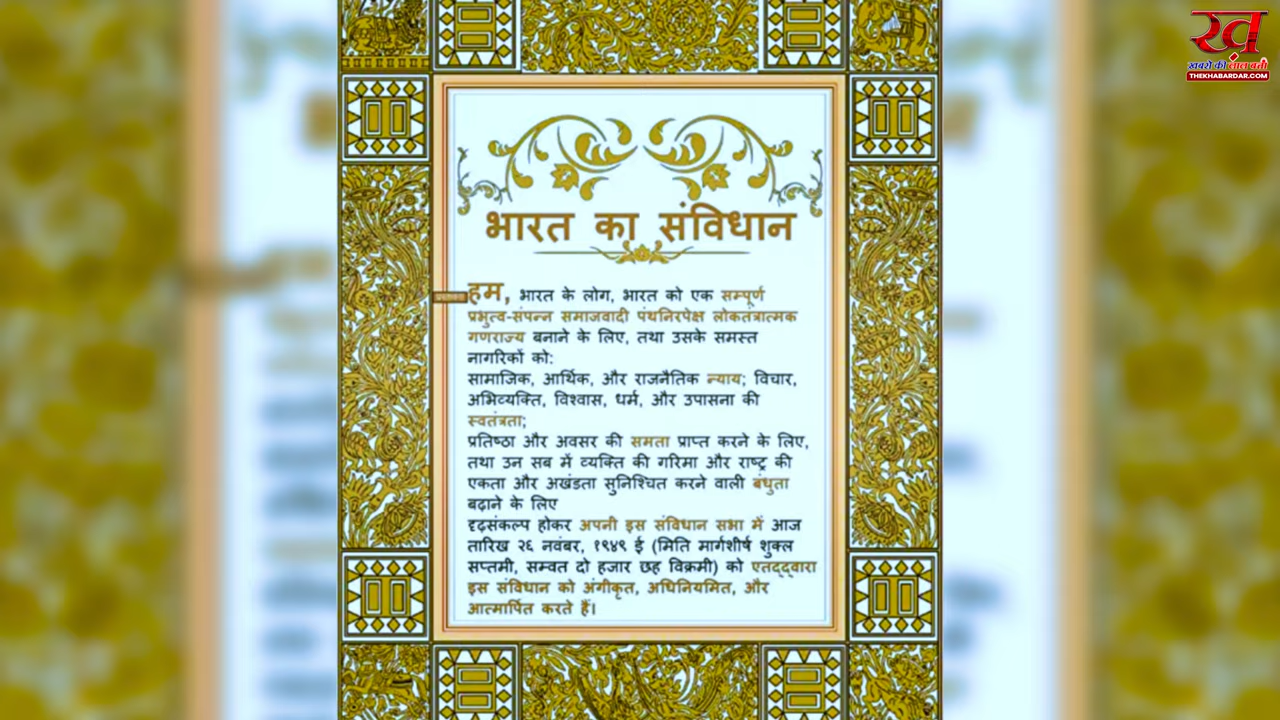 ख़
खबरों की लाल बत्ती
THEKHABARDAR.COM
भारत का संविधान
हम, भारत के लोग, भारत को एक सम्पूर्ण
प्रभुत्व-संपन्न समाजवादी पंथनिरपेक्ष लोकतंत्रात्मक
गणराज्य बनाने के लिए, तथा उसके समस्त
नागरिकों को:
सामाजिक, आर्थिक, और राजनैतिक न्याय; विचार,
अभिव्यक्ति, विश्वास, धर्म, और उपासना की
स्वतंत्रता;
प्रतिष्ठा और अवसर की समता प्राप्त करने के लिए,
तथा उन सब में व्यक्ति की गरिमा और राष्ट्र की
एकता और अखंडता सुनिश्चित करने वाली बंधुता
बढ़ाने के लिए
दृढ़संकल्प होकर अपनी इस संविधान सभा में आज
तारिख २६ नवंबर, १९४९ ई (मिति मार्गशीर्ष शुक्ल
सप्तमी, सम्वत दो हजार छह विक्रमी) को एतद्द्वारा
इस संविधान को अंगीकृत, अधिनियमित, और
आत्मार्पित करते हैं।